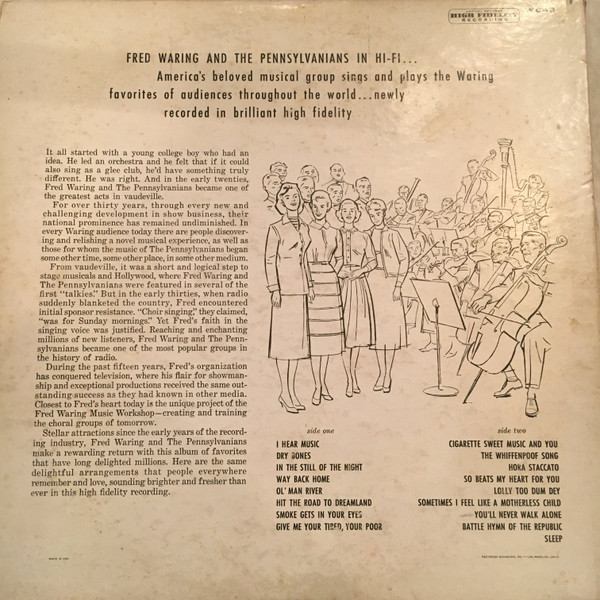 HIGH FIDELITY
RECORDING
FRED WARING AND THE PENNSYLVANIANS IN HI-FI...
America's beloved musical group sings and plays the Waring
favorites of audiences throughout the world...newly
recorded in brilliant high fidelity
It all started with a young college boy who had an
idea. He led an orchestra and he felt that if it could
also sing as a glee club, he'd have something truly
different. He was right. And in the early twenties,
Fred Waring and The Pennsylvanians became one of
the greatest acts in vaudeville.
For over thirty years, through every new and
challenging development in show business, their
national prominence has remained undiminished. In
every Waring audience today there are people discover-
ing and relishing a novel musical experience, as well as
those for whom the music of The Pennsylvanians began
some other time, some other place, in some other medium.
From vaudeville, it was a short and logical step to
stage musicals and Hollywood, where Fred Waring and
The Pennsylvanians were featured in several of the
first "talkies." But in the early thirties, when radio
suddenly blanketed the country, Fred encountered
initial sponsor resistance. "Choir singing," they claimed,
"was for Sunday mornings." Yet Fred's faith in the
singing voice was justified. Reaching and enchanting
millions of new listeners, Fred Waring and The Penn-
sylvanians became one of the most popular groups in
the history of radio.
During the past fifteen years, Fred's organization
has conquered television, where his flair for showman-
ship and exceptional productions received the same out-
standing success as they had known in other media.
Closest to Fred's heart today is the unique project of the
Fred Waring Music Workshop—creating and training
the choral groups of tomorrow.
Stellar attractions since the early years of the record-
ing industry, Fred Waring and The Pennsylvanians
make a rewarding return with this album of favorites
that have long delighted millions. Here are the same
delightful arrangements that people everywhere
remember and love, sounding brighter and fresher than
ever in this high fidelity recording.
side one
I HEAR MUSIC
DRY BONES
IN THE STILL OF THE NIGHT
WAY BACK HOME
OL' MAN RIVER
HIT THE ROAD TO DREAMLAND
SMOKE GETS IN YOUR EYES
GIVE ME YOUR TIRED, YOUR POOR
side two
CIGARETTE SWEET MUSIC AND YOU
THE WHIFFENPOOF SONG
HORA STACCATO
SO BEATS MY HEART FOR YOU
LOLLY TOO DUM DEY
SOMETIMES I FEEL LIKE A MOTHERLESS CHILD
YOU'LL NEVER WALK ALONE
BATTLE HYMN OF THE REPUBLIC
SLEEP